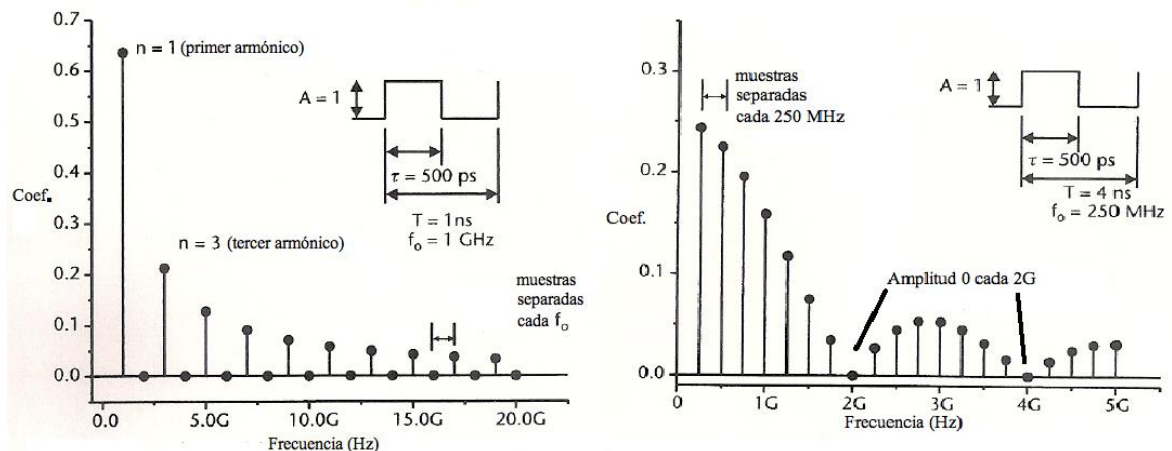 0.7
0.6
0.5
0.4
0.3
0.2
0.1
0.0
Coef.
n = 1 (primer armónico)
A = 1
τ = 500 ps
T = 1ns
f₀ = 1 GHz
n = 3 (tercer armónico)
muestras
separadas
cada f₀
0.0
5.0G
10.0G
15.0G
20.0G
Frecuencia (Hz)
0.3
0.2
0.1
0.0
Coef.
muestras
separadas
cada 250 MHz
A = 1
τ = 500 ps
T = 4 ns
f₀ = 250 MHz
Amplitud 0 cada 2G
0
1G
2G
3G
4G
5G
Frecuencia (Hz)